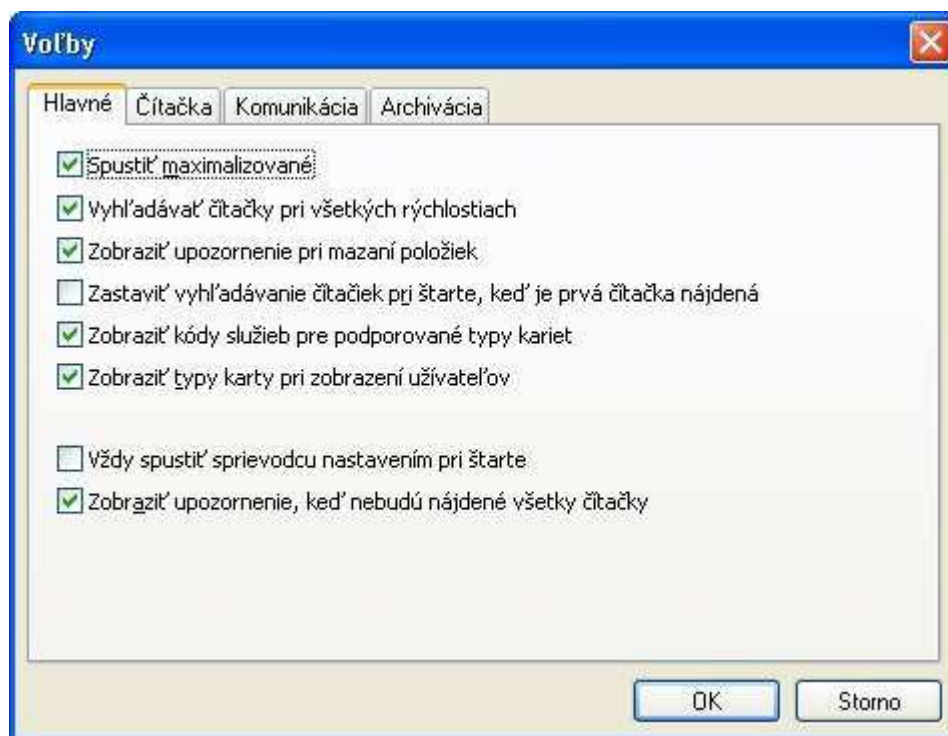 Voľby
Hlavné Čítačka Komunikácia Archivácia
Spustiť maximalizované
Vyhľadávať čítačky pri všetkých rýchlostiach
Zobraziť upozornenie pri mazaní položiek
Zastaviť vyhľadávanie čítačiek pri štarte, keď je prvá čítačka nájdená
Zobraziť kódy služieb pre podporované typy kariet
Zobraziť typy karty pri zobrazení užívateľov
Vždy spustiť sprievodcu nastavením pri štarte
Zobraziť upozornenie, keď nebudú nájdené všetky čítačky
OK Storno